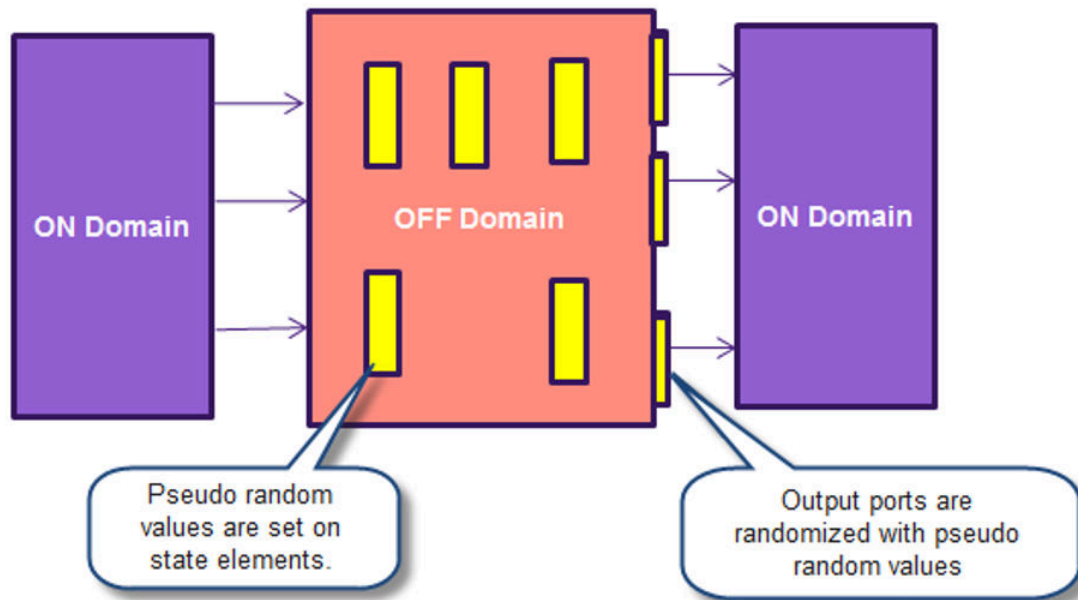 ON Domain
OFF Domain
ON Domain
Pseudo random
values are set on
state elements.
Output ports are
randomized with pseudo
random values